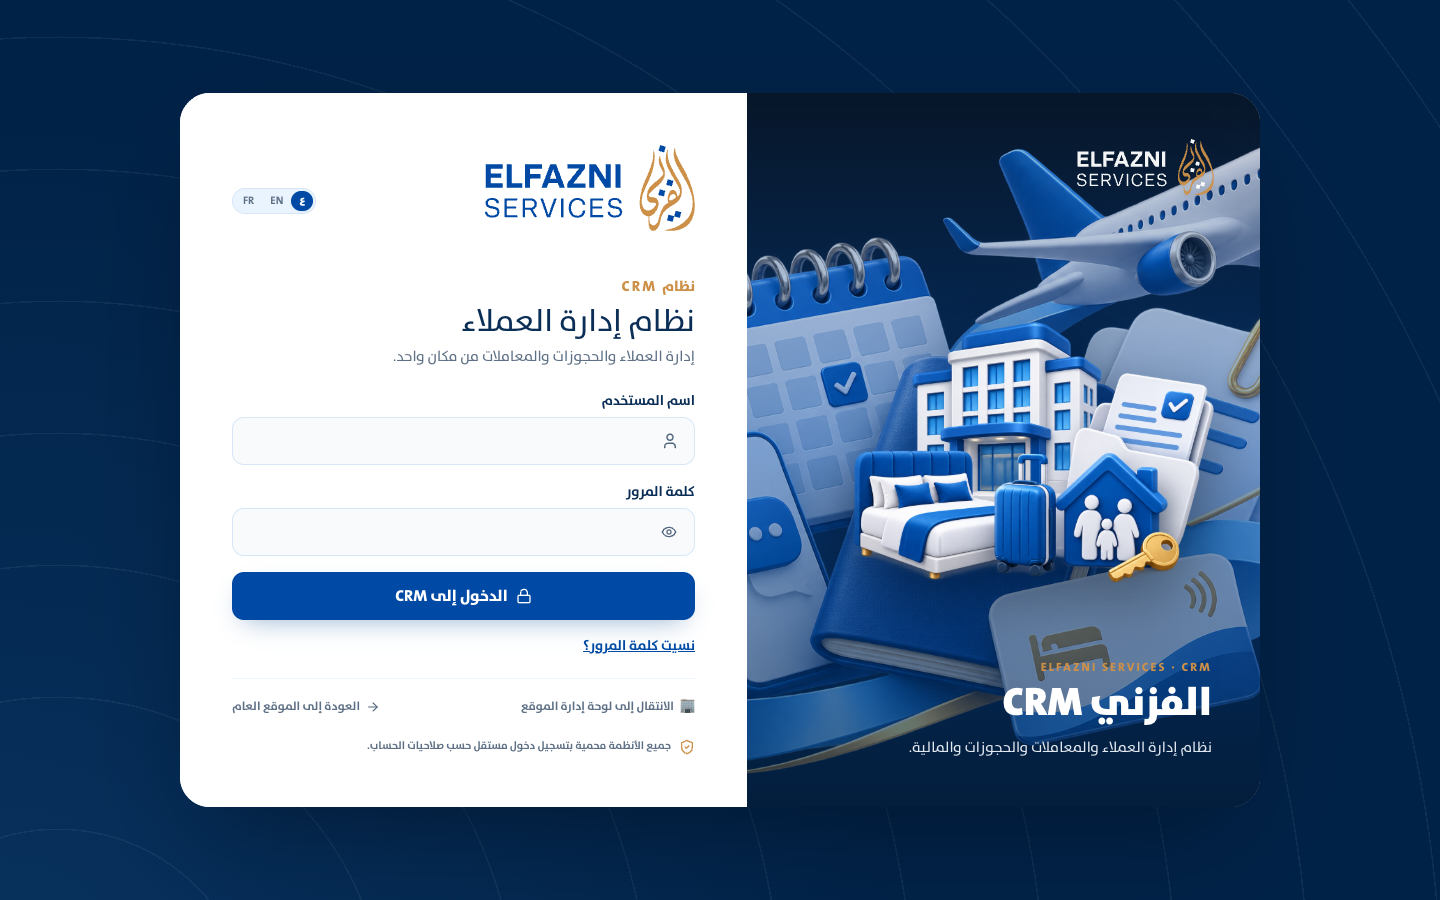 ELFAZNI
SERVICES
الفزني
FR EN ع
نظام CRM
نظام إدارة العملاء
إدارة العملاء والحجوزات والمعاملات من مكان واحد.
اسم المستخدم
كلمة المرور
الدخول إلى CRM
نسيت كلمة المرور؟
الانتقال إلى لوحة إدارة الموقع
العودة إلى الموقع العام
جميع الأنظمة محمية بتسجيل دخول مستقل حسب صلاحيات الحساب.
ELFAZNI
SERVICES
الفزني
ELFAZNI SERVICES · CRM
الفزني CRM
نظام إدارة العملاء والمعاملات والحجوزات والمالية.